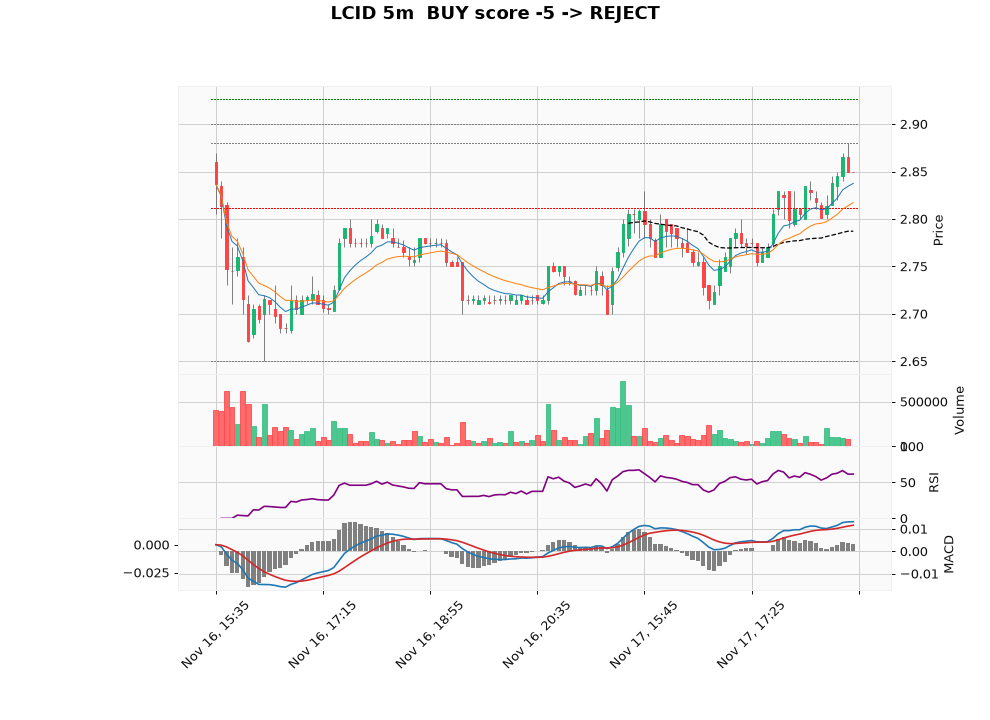 LCID 5m  BUY score -5 -> REJECT
2.90
2.85
2.80
2.75
2.70
2.65
Price
500000
0
Volume
100
50
0
RSI
0.000
−0.025
0.01
0.00
−0.01
MACD
Nov 16, 15:35
Nov 16, 17:15
Nov 16, 18:55
Nov 16, 20:35
Nov 17, 15:45
Nov 17, 17:25